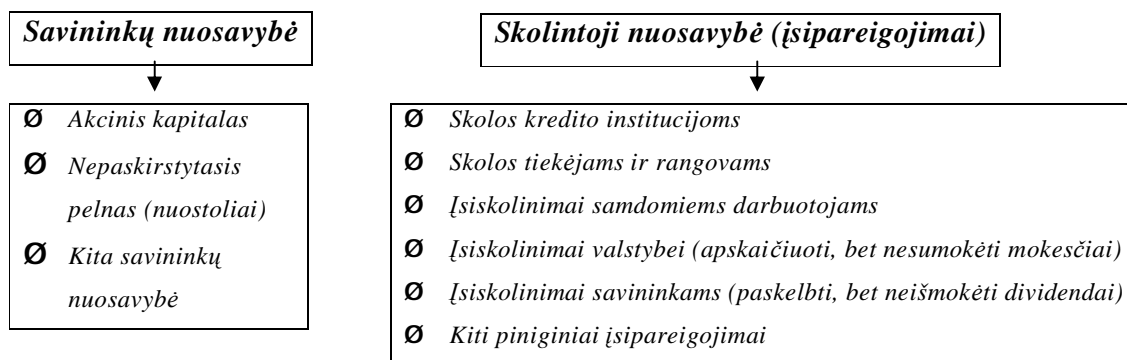 Savininkų nuosavybė
Skolintoji nuosavybė (įsipareigojimai)
Ø Akcinis kapitalas
Ø Nepaskirstytasis
pelnas (nuostoliai)
Ø Kita savininkų
nuosavybė
Ø Skolos kredito institucijoms
Ø Skolos tiekėjams ir rangovams
Ø Įsiskolinimai samdomiems darbuotojams
Ø Įsiskolinimai valstybei (apskaičiuoti, bet nesumokėti mokesčiai)
Ø Įsiskolinimai savininkams (paskelbti, bet neišmokėti dividendai)
Ø Kiti piniginiai įsipareigojimai